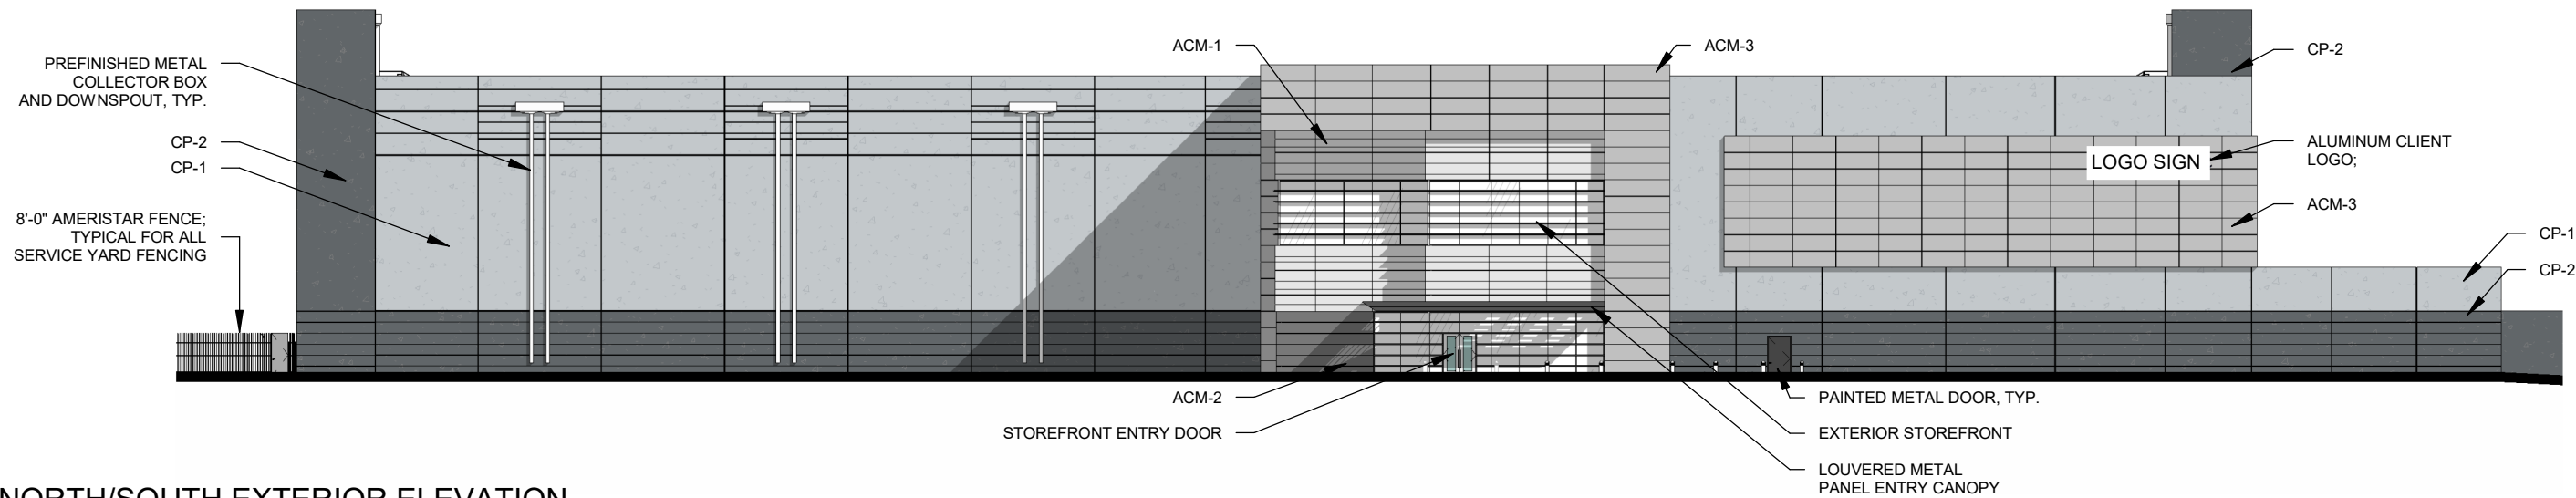 PREFINISHED METAL
COLLECTOR BOX
AND DOWNSPOUT, TYP.
CP-2
CP-1
8'-0" AMERISTAR FENCE;
TYPICAL FOR ALL
SERVICE YARD FENCING
ACM-1
ACM-3
CP-2
ALUMINUM CLIENT
LOGO;
LOGO SIGN
ACM-3
CP-1
CP-2
ACM-2
STOREFRONT ENTRY DOOR
PAINTED METAL DOOR, TYP.
EXTERIOR STOREFRONT
LOUVERED METAL
PANEL ENTRY CANOPY
NORTH/SOUTH EXTERIOR ELEVATION